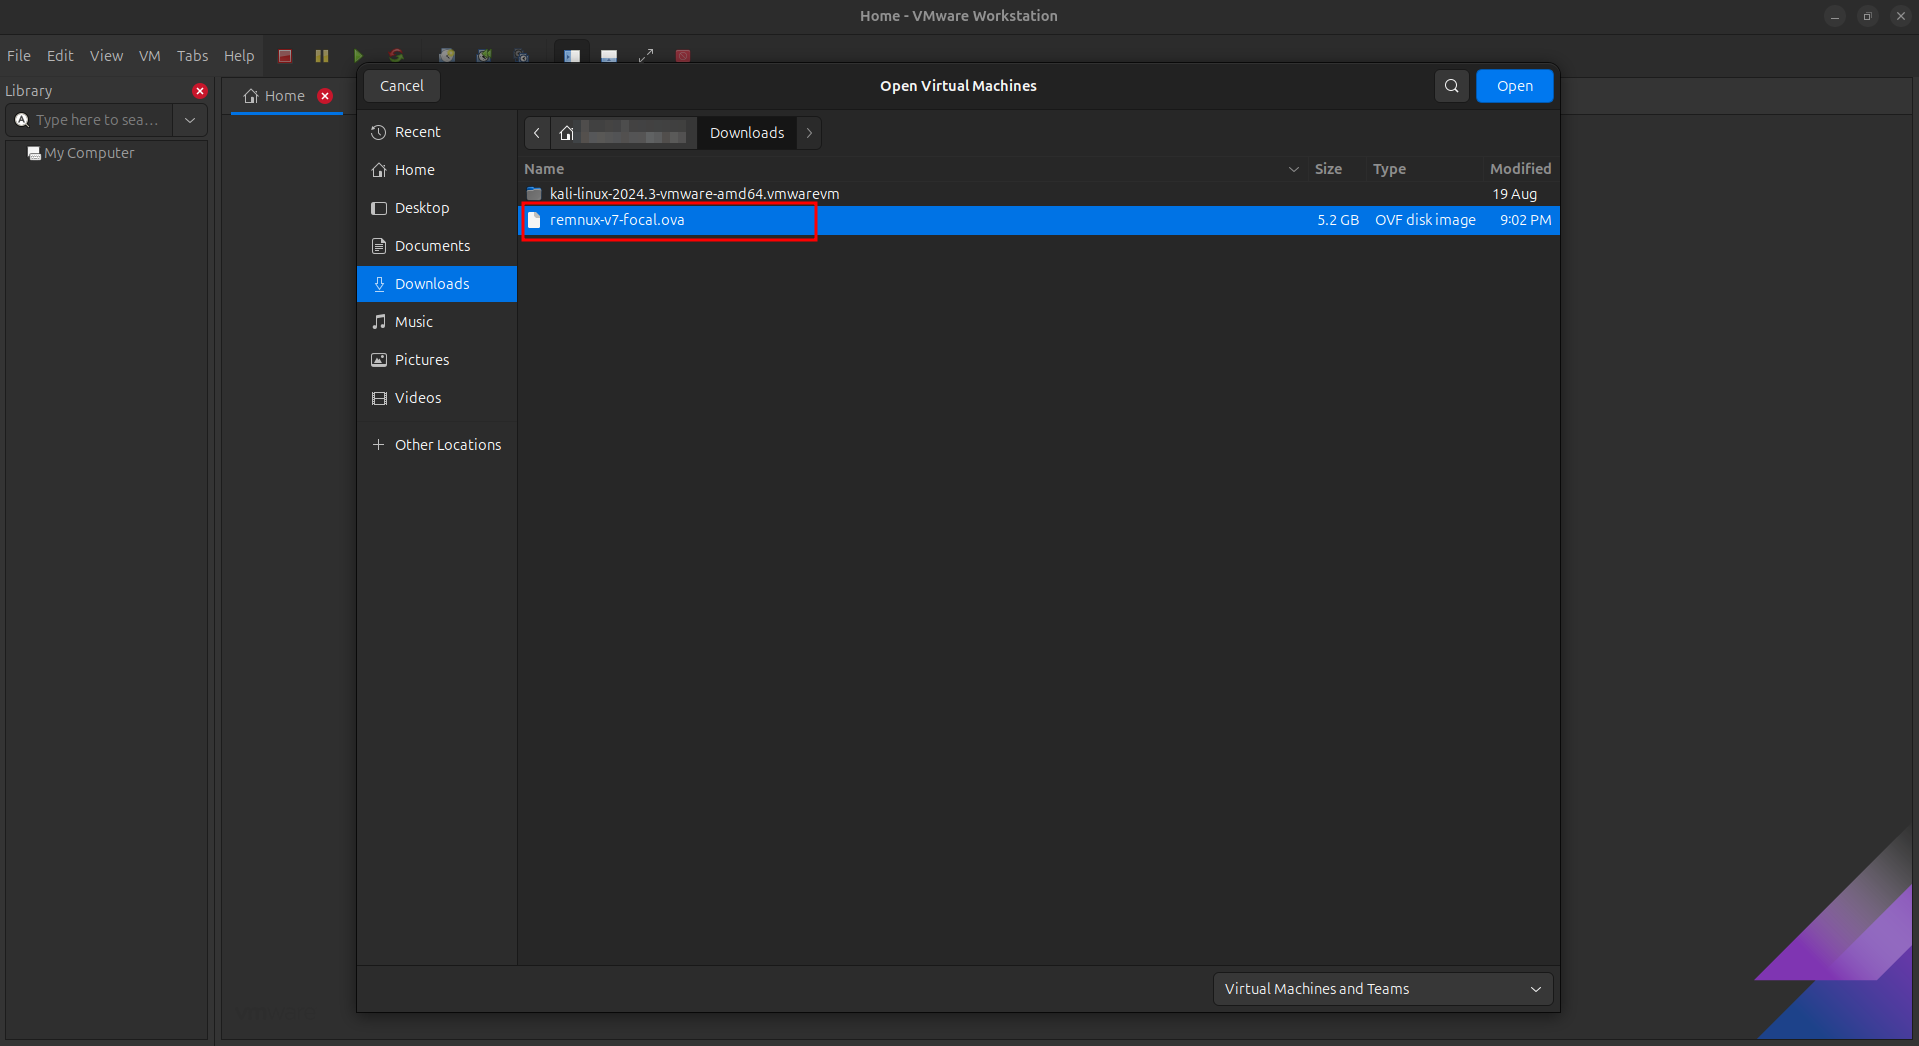 Home - VMware Workstation
File Edit View VM Tabs Help
Library
Type here to sea...
My Computer
Home
Cancel
Open Virtual Machines
Open
Recent
Home
Desktop
Documents
Downloads
Music
Pictures
Videos
Other Locations
Downloads
Name Size Type Modified
kali-linux-2024.3-vmware-amd64.vmwarevm 19 Aug
remnux-v7-focal.ova 5.2 GB OVF disk image 9:02 PM
Virtual Machines and Teams